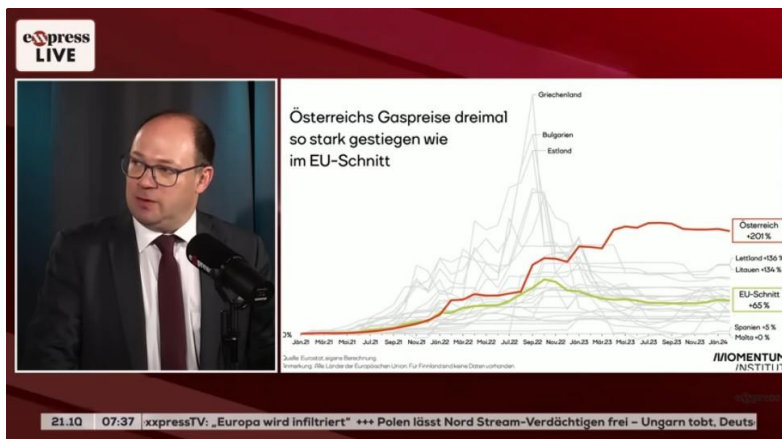 exxpress
LIVE
Österreichs Gaspreise dreimal
so stark gestiegen wie
im EU-Schnitt
Griechenland
Bulgarien
Estland
Österreich
+201 %
Lettland +136 %
Litauen +134 %
EU-Schnitt
+65 %
Spanien +5 %
Malta +0 %
0%
Jän.21 Mär.21 Mai.21 Jul.21 Sep.21 Nov.21 Jän.22 Mär.22 Mai.22 Jul.22 Sep.22 Nov.22 Jän.23 Mär.23 Mai.23 Jul.23 Sep.23 Nov.23 Jän.24
Quelle: Eurostat, eigene Berechnung.
Anmerkung: Alle Länder der Europäischen Union. Für Finnland sind keine Daten vorhanden.
MOMENTUM
INSTITUT
exxpress
21.10 07:37 xxpressTV: „Europa wird infiltriert" +++ Polen lässt Nord Stream-Verdächtigen frei – Ungarn tobt, Deuts